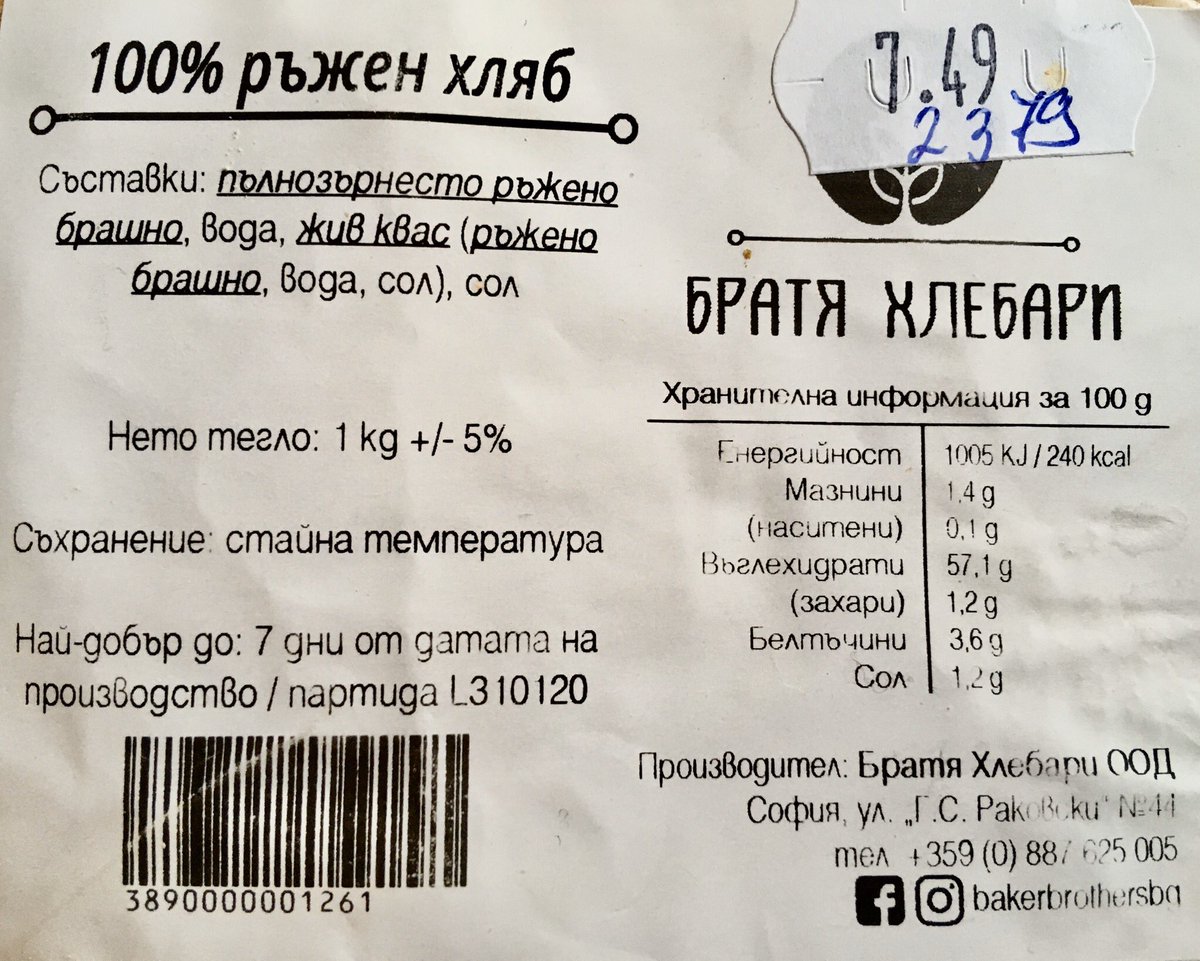 100% ръжен хляб
Съставки: пълнозърнесто ръжено
брашно, вода, жив квас (ръжено
брашно, вода, сол), сол
Нето тегло: 1 kg +/- 5%
Съхранение: стайна температура
Най-добър до: 7 дни от датата на
производство / партида L310120
3890000001261
7.49
2379
БРАТЯ ХЛЕБАРИ
Хранителна информация за 100 g
Енергийност 1005 KJ / 240 kcal
Мазнини 1,4 g
(наситени) 0,1 g
Въглехидрати 57,1 g
(захари) 1,2 g
Белтъчини 3,6 g
Сол 1,2 g
Производител: Братя Хлебари ООД
София, ул. „Г.С. Раковски" №44
тел +359 (0) 887 625 005
bakerbrothersbg